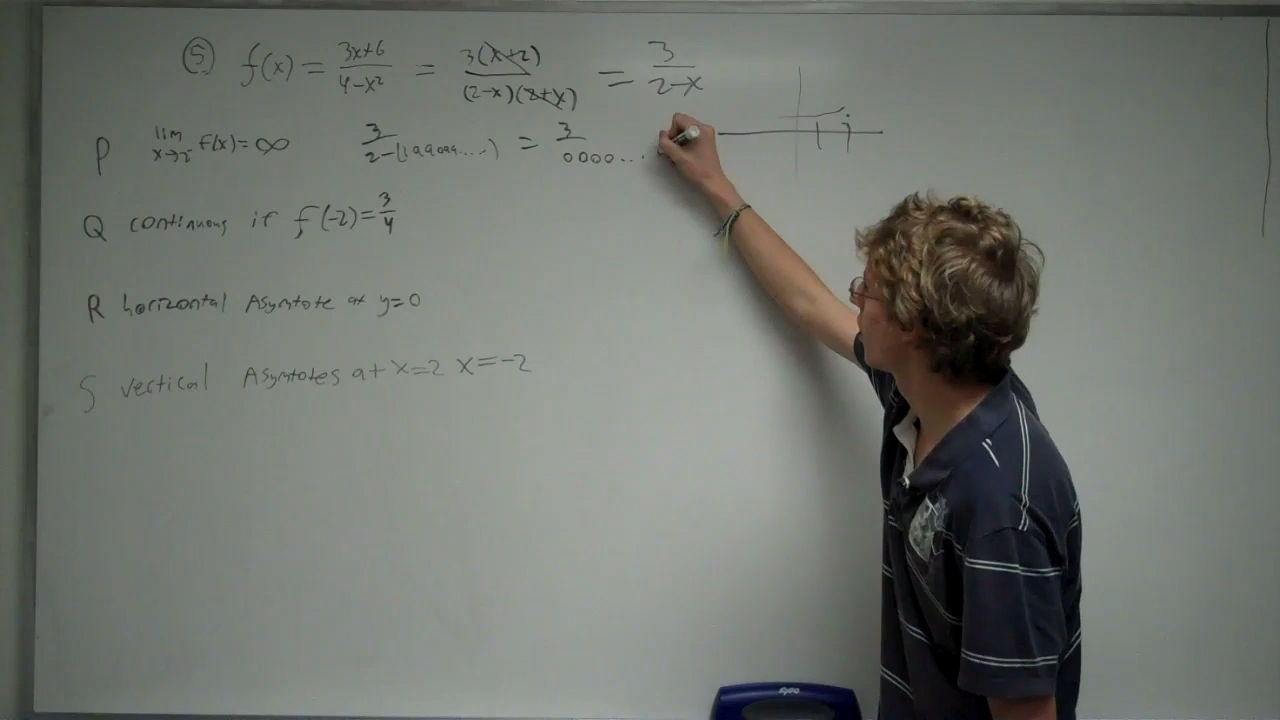 ⑤ f(x) = 3x+6/4-x² = 3(x+2)/(2-x)(2+x) = 3/2-x
P lim x→2⁻ f(x) = ∞ 3/2-(1.99999....) = 3/0000...
Q continuous if f(-2)=3/4
R horizontal Asymtote at y=0
S vertical Asymtotes at x=2 x=-2
expo